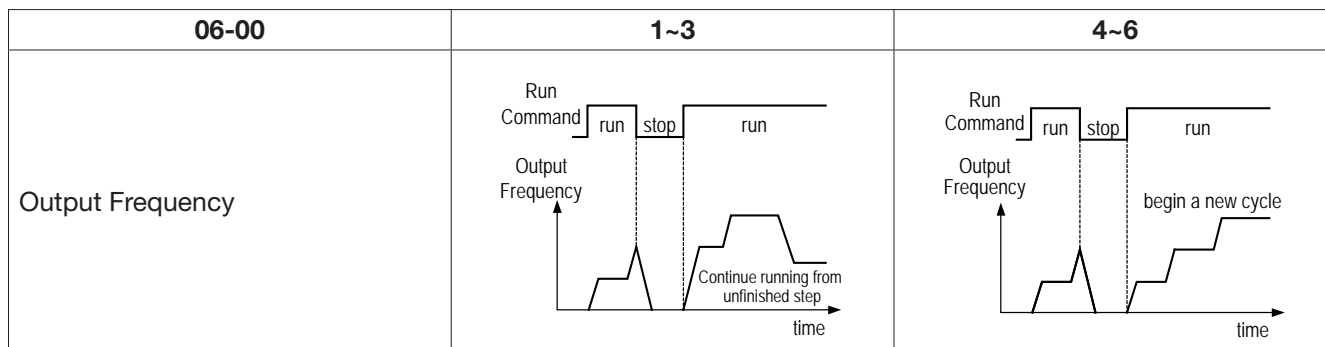 06-00
1~3
4~6
Output Frequency
Run
Command
run
stop
run
Output
Frequency
Continue running from
unfinished step
time
Run
Command
run
stop
run
Output
Frequency
begin a new cycle
time